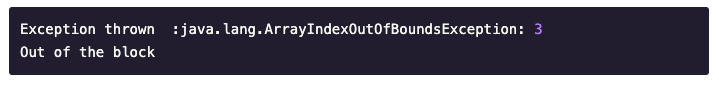 Exception thrown  :java.lang.ArrayIndexOutOfBoundsException: 3
Out of the block